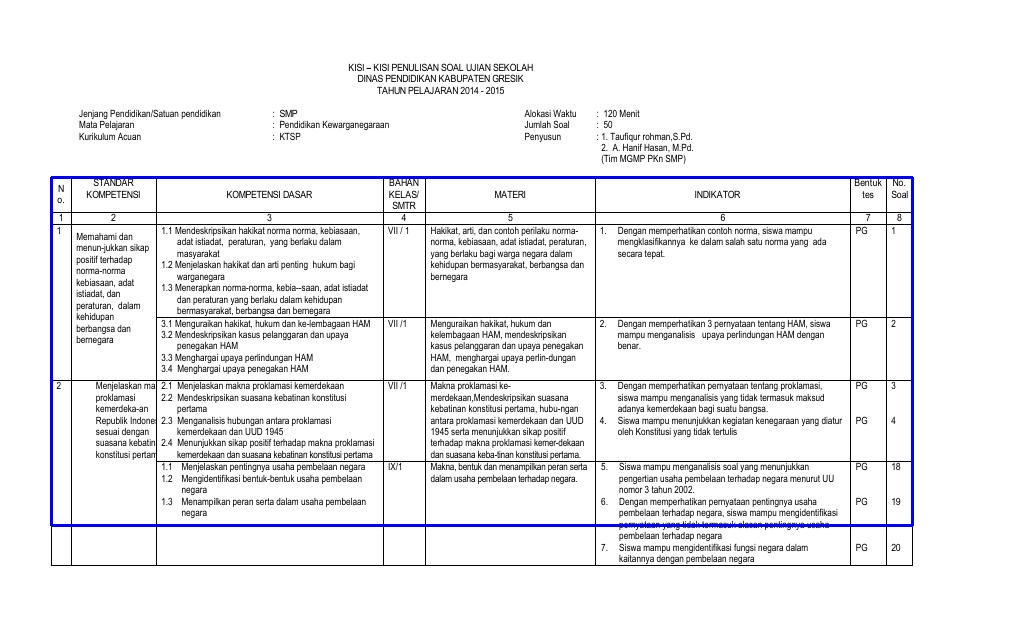 KISI – KISI PENULISAN SOAL UJIAN SEKOLAH
DINAS PENDIDIKAN KABUPATEN GRESIK
TAHUN PELAJARAN 2014 - 2015
Jenjang Pendidikan/Satuan pendidikan : SMP
Mata Pelajaran : Pendidikan Kewarganegaraan
Kurikulum Acuan : KTSP
Alokasi Waktu : 120 Menit
Jumlah Soal : 50
Penyusun : 1. Taufiqur rohman,S.Pd.
2. A. Hanif Hasan, M.Pd.
(Tim MGMP PKn SMP)
N
o.
STANDAR
KOMPETENSI
KOMPETENSI DASAR
BAHAN
KELAS/
SMTR
MATERI
INDIKATOR
Bentuk
tes
No.
Soal
1 2 3 4 5 6 7 8
1
Memahami dan
menun-jukkan sikap
positif terhadap
norma-norma
kebiasaan, adat
istiadat, dan
peraturan, dalam
kehidupan
berbangsa dan
bernegara
1.1 Mendeskripsikan hakikat norma norma, kebiasaan,
adat istiadat, peraturan, yang berlaku dalam
masyarakat
1.2 Menjelaskan hakikat dan arti penting hukum bagi
warganegara
1.3 Menerapkan norma-norma, kebia--saan, adat istiadat
dan peraturan yang berlaku dalam kehidupan
bermasyarakat, berbangsa dan bernegara
VII / 1
Hakikat, arti, dan contoh perilaku norma-
norma, kebiasaan, adat istiadat, peraturan,
yang berlaku bagi warga negara dalam
kehidupan bermasyarakat, berbangsa dan
bernegara
1. Dengan memperhatikan contoh norma, siswa mampu
mengklasifikannya ke dalam salah satu norma yang ada
secara tepat.
PG
1
3.1 Menguraikan hakikat, hukum dan ke-lembagaan HAM
3.2 Mendeskripsikan kasus pelanggaran dan upaya
penegakan HAM
3.3 Menghargai upaya perlindungan HAM
3.4 Menghargai upaya penegakan HAM
VII /1
Menguraikan hakikat, hukum dan
kelembagaan HAM, mendeskripsikan
kasus pelanggaran dan upaya penegakan
HAM, menghargai upaya perlin-dungan
dan penegakan HAM.
2. Dengan memperhatikan 3 pernyataan tentang HAM, siswa
mampu menganalisis upaya perlindungan HAM dengan
benar.
PG
2
2
Menjelaskan ma
proklamasi
kemerdeka-an
Republik Indones
sesuai dengan
suasana kebatin
konstitusi pertam
2.1 Menjelaskan makna proklamasi kemerdekaan
2.2 Mendeskripsikan suasana kebatinan konstitusi
pertama
2.3 Menganalisis hubungan antara proklamasi
kemerdekaan dan UUD 1945
2.4 Menunjukkan sikap positif terhadap makna proklamasi
kemerdekaan dan suasana kebatinan konstitusi pertama
VII /1
Makna proklamasi ke-
merdekaan,Mendeskripsikan suasana
kebatinan konstitusi pertama, hubu-ngan
antara proklamasi kemerdekaan dan UUD
1945 serta menunjukkan sikap positif
terhadap makna proklamasi kemer-dekaan
dan suasana keba-tinan konstitusi pertama.
3. Dengan memperhatikan pernyataan tentang proklamasi,
siswa mampu menganalisis yang tidak termasuk maksud
adanya kemerdekaan bagi suatu bangsa.
PG
3
4. Siswa mampu menunjukkan kegiatan kenegaraan yang diatur
oleh Konstitusi yang tidak tertulis
PG
4
1.1 Menjelaskan pentingnya usaha pembelaan negara
1.2 Mengidentifikasi bentuk-bentuk usaha pembelaan
negara
1.3 Menampilkan peran serta dalam usaha pembelaan
negara
IX/1
Makna, bentuk dan menampilkan peran serta
dalam usaha pembelaan terhadap negara.
5. Siswa mampu menganalisis soal yang menunjukkan
pengertian usaha pembelaan terhadap negara menurut UU
nomor 3 tahun 2002.
PG
18
6. Dengan memperhatikan pernyataan pentingnya usaha
pembelaan terhadap negara, siswa mampu mengidentifikasi
pernyataan yang tidak termasuk alasan pentingnya usaha
pembelaan terhadap negara
PG
19
7. Siswa mampu mengidentifikasi fungsi negara dalam
kaitannya dengan pembelaan negara
PG
20